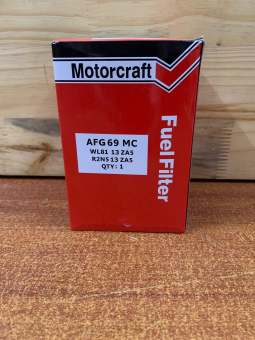 Motorcraft
AFG 69 MC
WL81 13 ZA5
R2N5 13 ZA5
QTY: 1
Fuel Filter